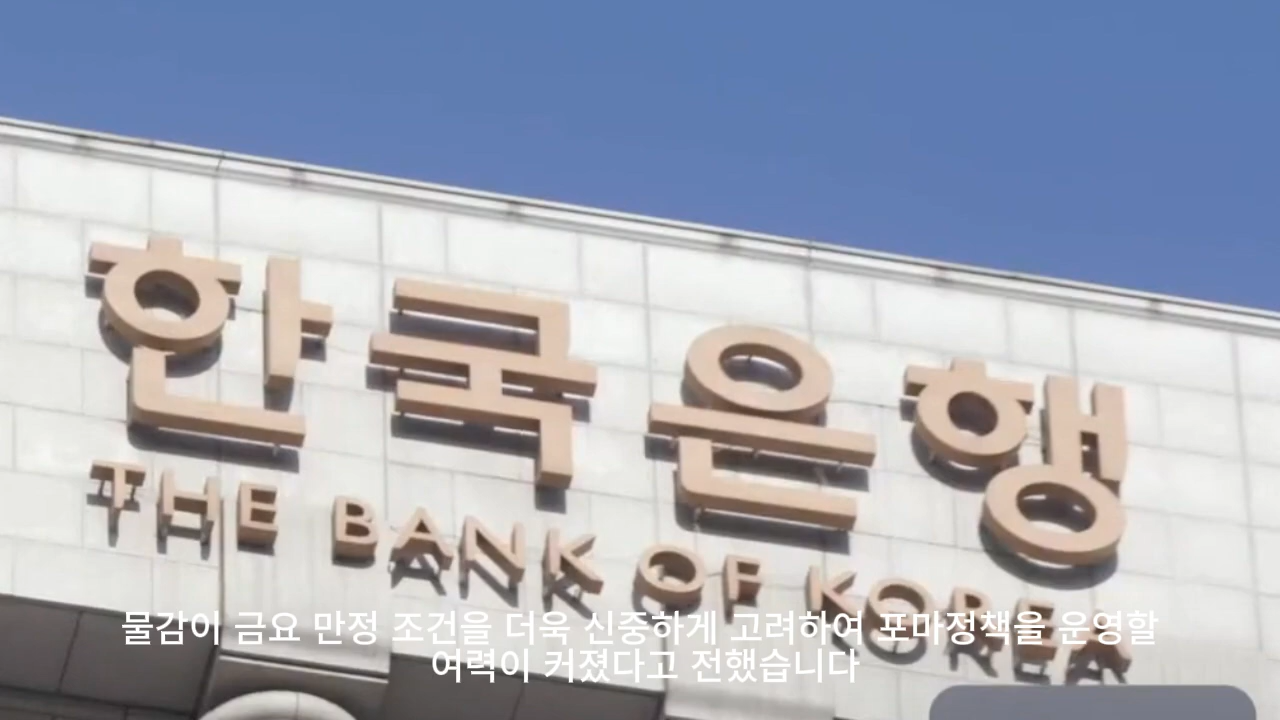 한국은행
THE BANK OF KOREA
물감이 금요 만정 조건을 더욱 신중하게 고려하여 포마정책을 운영할
여력이 커졌다고 전했습니다